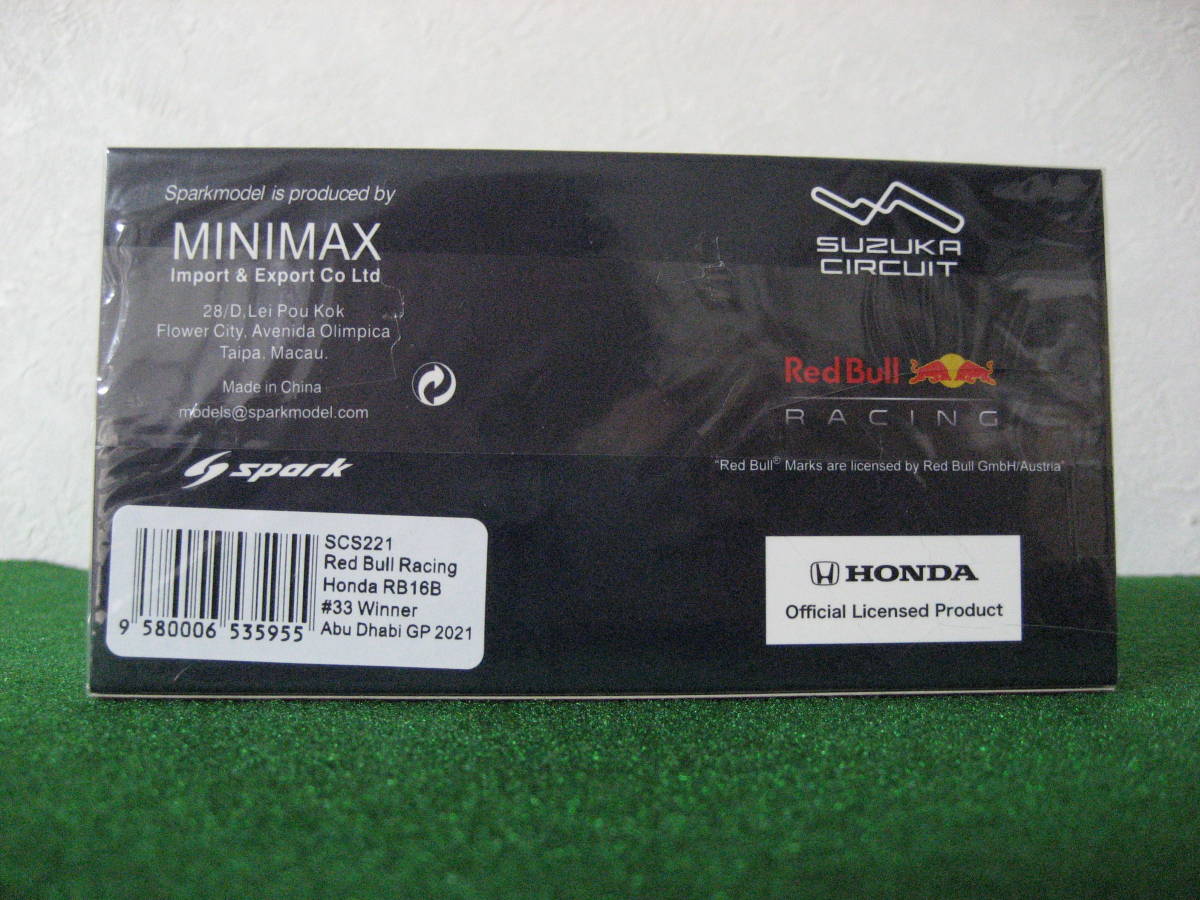 Sparkmodel is produced by
MINIMAX
Import & Export Co Ltd
28/D, Lei Pou Kok
Flower City, Avenida Olimpica
Taipa, Macau.
Made in China
models@sparkmodel.com
spark
SCS221
Red Bull Racing
Honda RB16B
#33 Winner
Abu Dhabi GP 2021
9 580006 535955
SUZUKA
CIRCUIT
Red Bull
RACING
"Red Bull® Marks are licensed by Red Bull GmbH/Austria"
HONDA
Official Licensed Product